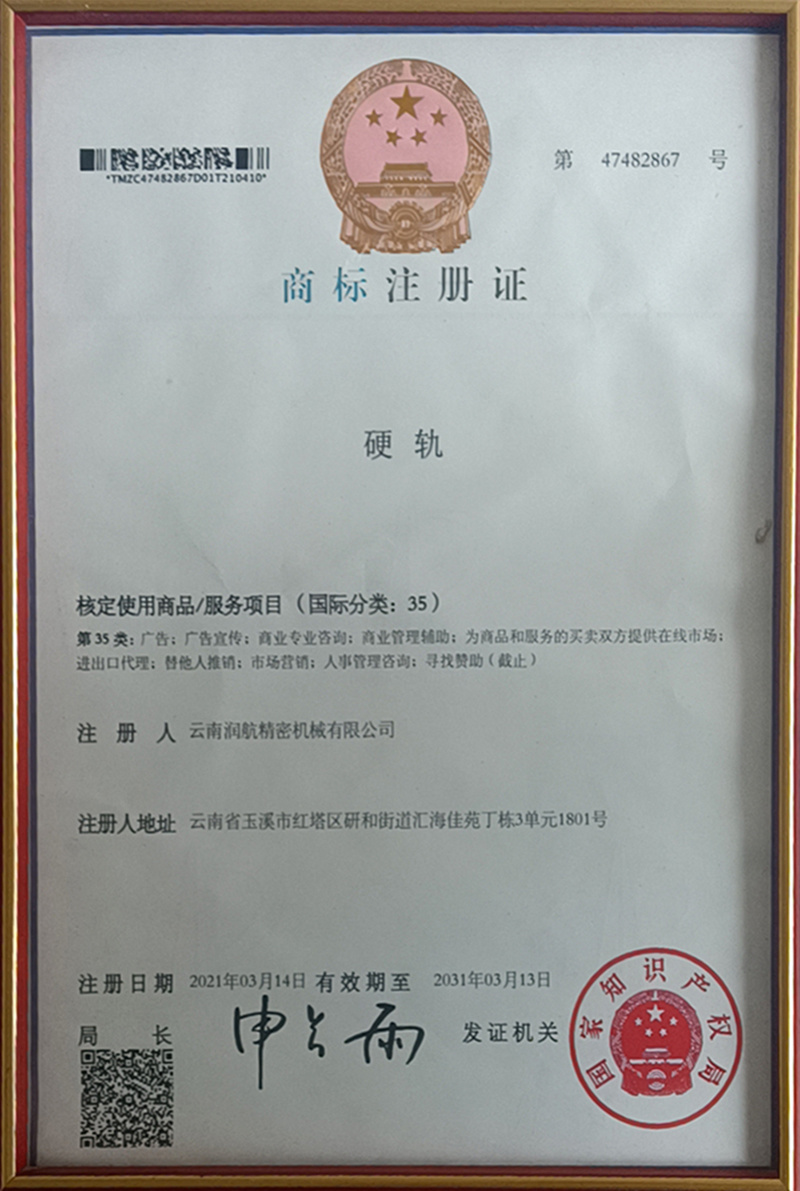 *TMZC47482867D01T210410*
第 47482867 号
商标注册证
硬轨
核定使用商品/服务项目（国际分类：35）
第35类：广告；广告宣传；商业专业咨询；商业管理辅助；为商品和服务的买卖双方提供在线市场；
进出口代理；替他人推销；市场营销；人事管理咨询；寻找赞助（截止）
注册人 云南润航精密机械有限公司
注册人地址 云南省玉溪市红塔区研和街道汇海佳苑丁栋3单元1801号
注册日期 2021年03月14日 有效期至 2031年03月13日
局长 申长雨 发证机关
国家知识产权局